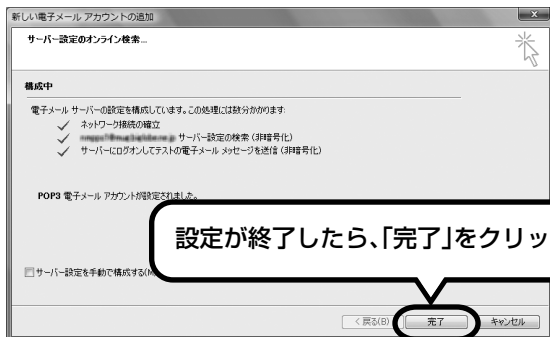 新しい電子メール アカウントの追加
サーバー設定のオンライン検索...
構成中
電子メール サーバーの設定を構成しています。この処理には数分かかります:
ネットワーク接続の確立
サーバー設定の検索 (非暗号化)
サーバーにログオンしてテストの電子メール メッセージを送信 (非暗号化)
POP3 電子メール アカウントが設定されました。
設定が終了したら、「完了」をクリッ
サーバー設定を手動で構成する(M)
< 戻る(B)
完了
キャンセル